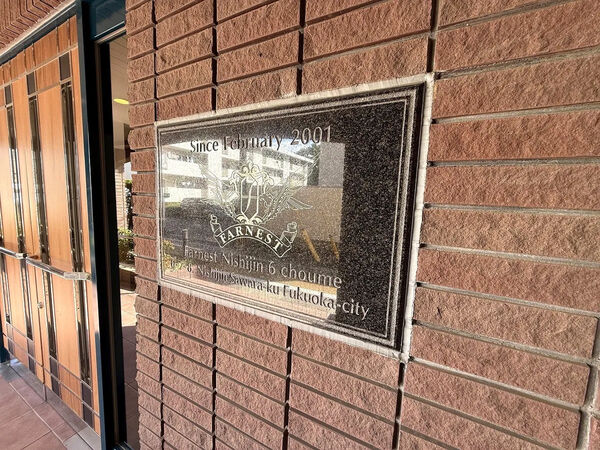 Since February 2001
FARNEST
Farnest Nishijin 6 choume
Nishijin Sawara-ku Fukuoka-city